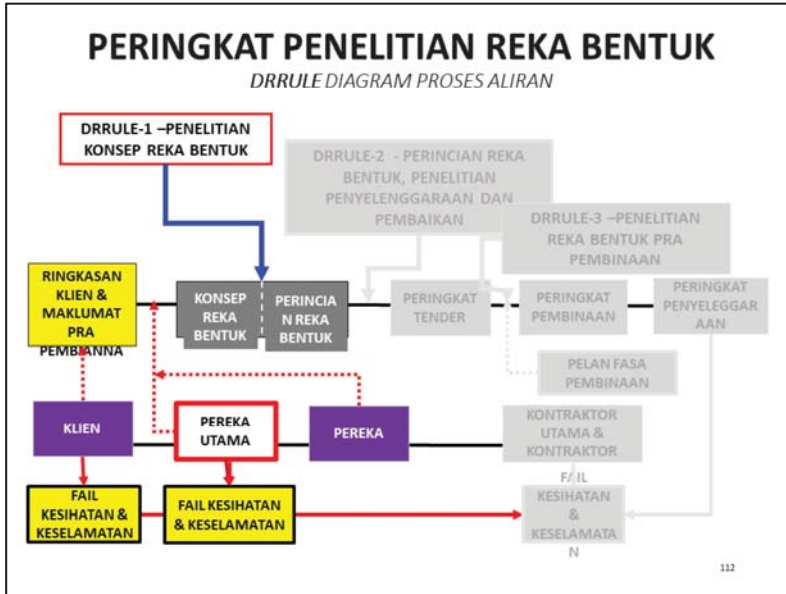 PERINGKAT PENELITIAN REKA BENTUK
DRRULE DIAGRAM PROSES ALIRAN
DRRULE-1 –PENELITIAN
KONSEP REKA BENTUK
DRRULE-2 - PERINCIAN REKA
BENTUK, PENELITIAN
PENYELENGGARAAN DAN
PEMBAIKAN
DRRULE-3 –PENELITIAN
REKA BENTUK PRA
PEMBINAAN
RINGKASAN
KLIEN &
MAKLUMAT
PRA
PEMBIANNA
KONSEP
REKA
BENTUK
PERINCIA
N REKA
BENTUK
PERINGKAT
TENDER
PERINGKAT
PEMBINAAN
PERINGKAT
PENYELEGGAR
AAN
PELAN FASA
PEMBINAAN
KLIEN
PEREKA
UTAMA
PEREKA
KONTRAKTOR
UTAMA &
KONTRAKTOR
FAIL
KESIHATAN &
KESELAMATAN
FAIL KESIHATAN
& KESELAMATAN
FAIL
KESIHATAN
&
KESELAMATA
N
112